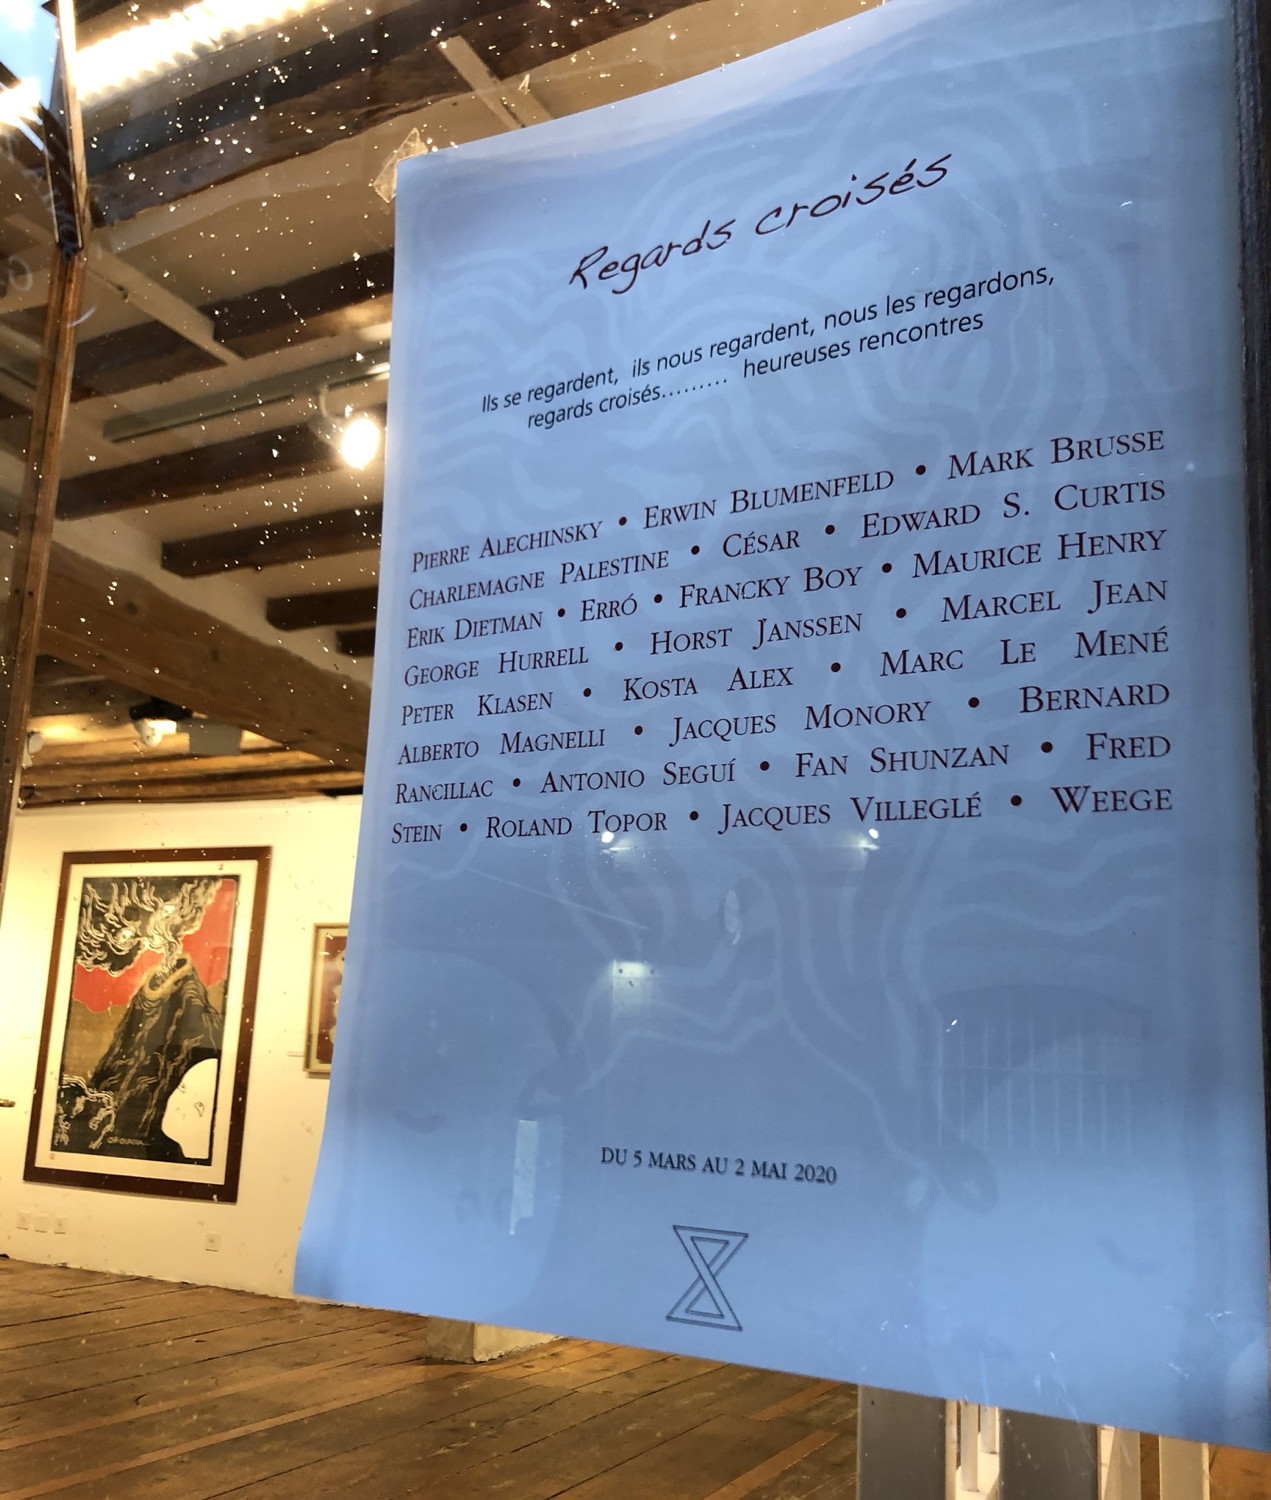 Regards croisés
Ils se regardent, ils nous regardent, nous les regardons,
regards croisés......... heureuses rencontres
PIERRE ALECHINSKY • ERWIN BLUMENFELD • MARK BRUSSE
CHARLEMAGNE PALESTINE • CÉSAR • EDWARD S. CURTIS
ERIK DIETMAN • ERRÓ • FRANCKY BOY • MAURICE HENRY
GEORGE HURRELL • HORST JANSSEN • MARCEL JEAN
PETER KLASEN • KOSTA ALEX • MARC LE MENÉ
ALBERTO MAGNELLI • JACQUES MONORY • BERNARD
RANCILLAC • ANTONIO SEGUÍ • FAN SHUNZAN • FRED
STEIN • ROLAND TOPOR • JACQUES VILLEGLÉ • WEEGE
DU 5 MARS AU 2 MAI 2020